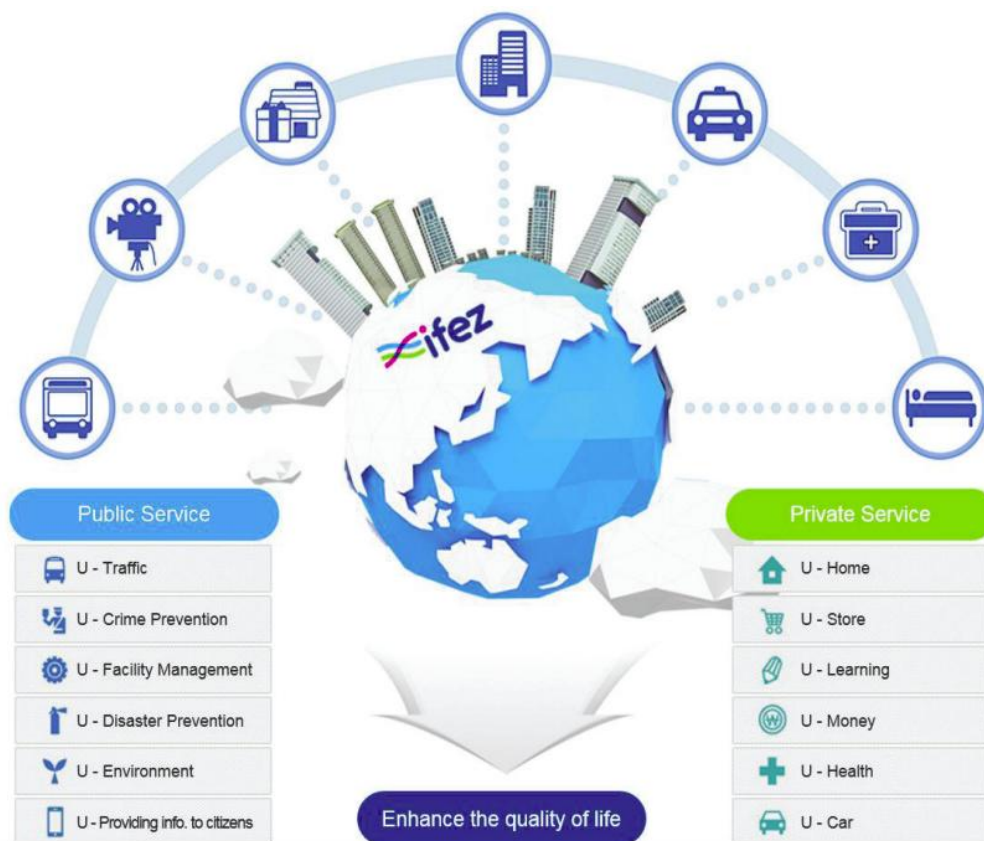 ifez
Public Service
U - Traffic
U - Crime Prevention
U - Facility Management
U - Disaster Prevention
U - Environment
U - Providing info. to citizens
Private Service
U - Home
U - Store
U - Learning
U - Money
U - Health
U - Car
Enhance the quality of life